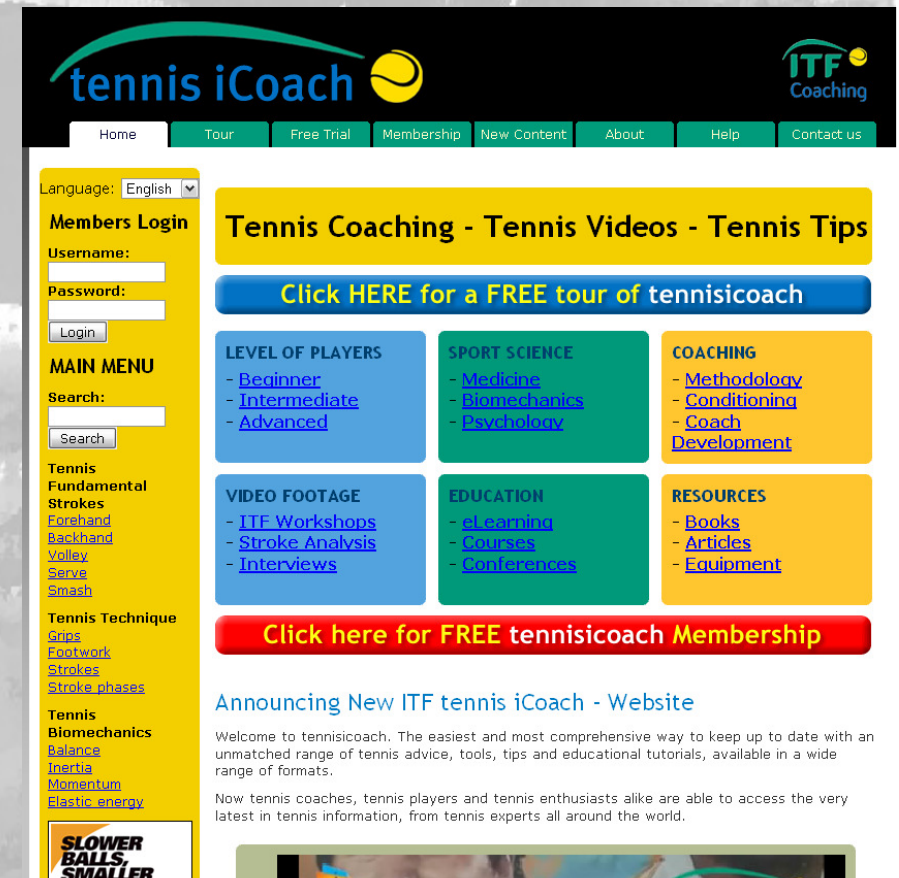 tennis iCoach
ITF
Coaching
Home
Tour
Free Trial
Membership
New Content
About
Help
Contact us
Language: English
Members Login
Username:
Password:
Login
MAIN MENU
Search:
Search
Tennis
Fundamental
Strokes
Forehand
Backhand
Volley
Serve
Smash
Tennis Technique
Grips
Footwork
Strokes
Stroke phases
Tennis
Biomechanics
Balance
Inertia
Momentum
Elastic energy
SLOWER
BALLS,
SMALLER
Tennis Coaching - Tennis Videos - Tennis Tips
Click HERE for a FREE tour of tennisicoach
LEVEL OF PLAYERS
- Beginner
- Intermediate
- Advanced
SPORT SCIENCE
- Medicine
- Biomechanics
- Psychology
COACHING
- Methodology
- Conditioning
- Coach
Development
VIDEO FOOTAGE
- ITF Workshops
- Stroke Analysis
- Interviews
EDUCATION
- eLearning
- Courses
- Conferences
RESOURCES
- Books
- Articles
- Equipment
Click here for FREE tennisicoach Membership
Announcing New ITF tennis iCoach - Website
Welcome to tennisicoach. The easiest and most comprehensive way to keep up to date with an
unmatched range of tennis advice, tools, tips and educational tutorials, available in a wide
range of formats.
Now tennis coaches, tennis players and tennis enthusiasts alike are able to access the very
latest in tennis information, from tennis experts all around the world.